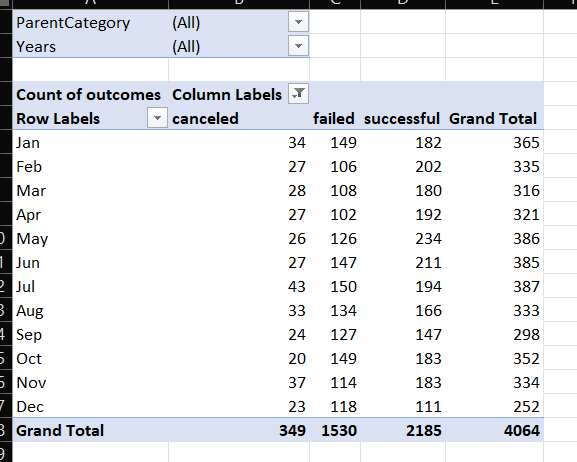 ParentCategory (All)
Years (All)
Count of outcomes Column Labels
Row Labels canceled failed successful Grand Total
Jan 34 149 182 365
Feb 27 106 202 335
Mar 28 108 180 316
Apr 27 102 192 321
May 26 126 234 386
Jun 27 147 211 385
Jul 43 150 194 387
Aug 33 134 166 333
Sep 24 127 147 298
Oct 20 149 183 352
Nov 37 114 183 334
Dec 23 118 111 252
Grand Total 349 1530 2185 4064